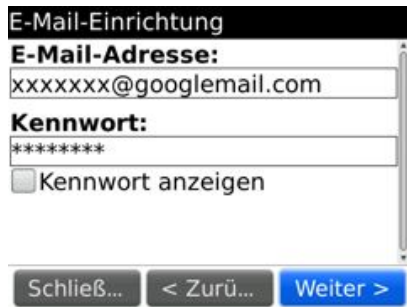 E-Mail-Einrichtung
E-Mail-Adresse:
xxxxxxx@googlemail.com
Kennwort:
********
Kennwort anzeigen
Schließ... < Zurü... Weiter >